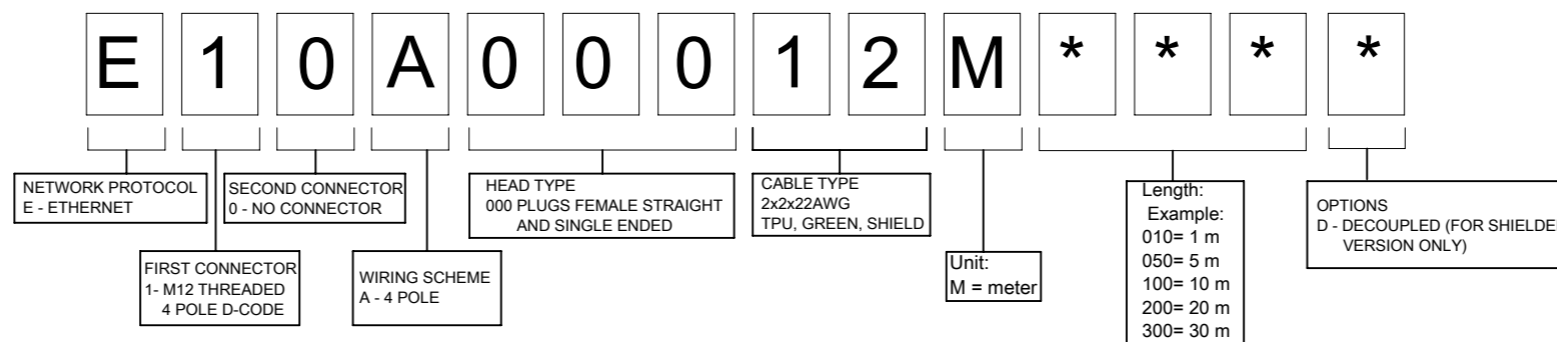 E 1 0 A 0 0 0 1 2 M * * * *
NETWORK PROTOCOL
E - ETHERNET
SECOND CONNECTOR
0 - NO CONNECTOR
HEAD TYPE
000 PLUGS FEMALE STRAIGHT
AND SINGLE ENDED
CABLE TYPE
2x2x22AWG
TPU, GREEN, SHIELD
Length:
Example:
010= 1 m
050= 5 m
100= 10 m
200= 20 m
300= 30 m
OPTIONS
D - DECOUPLED (FOR SHIELDE
VERSION ONLY)
FIRST CONNECTOR
1- M12 THREADED
4 POLE D-CODE
WIRING SCHEME
A - 4 POLE
Unit:
M = meter